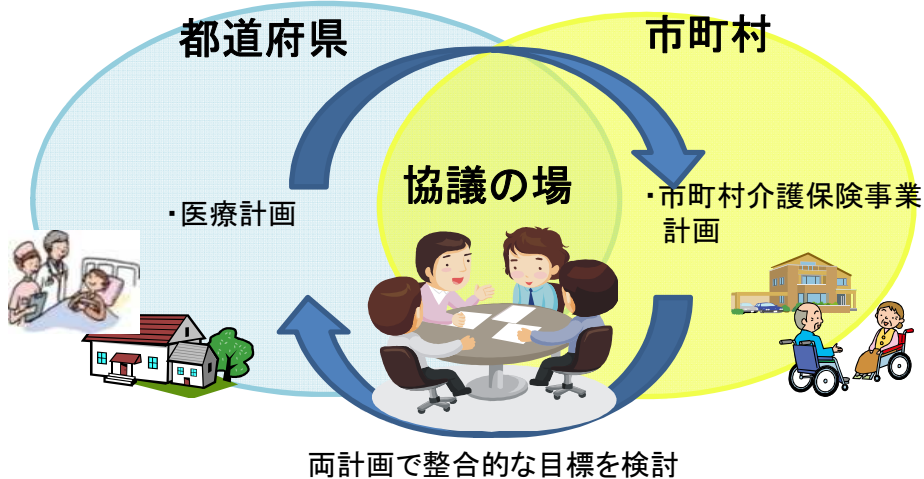 都道府県
市町村
協議の場
・医療計画
・市町村介護保険事業
計画
両計画で整合的な目標を検討